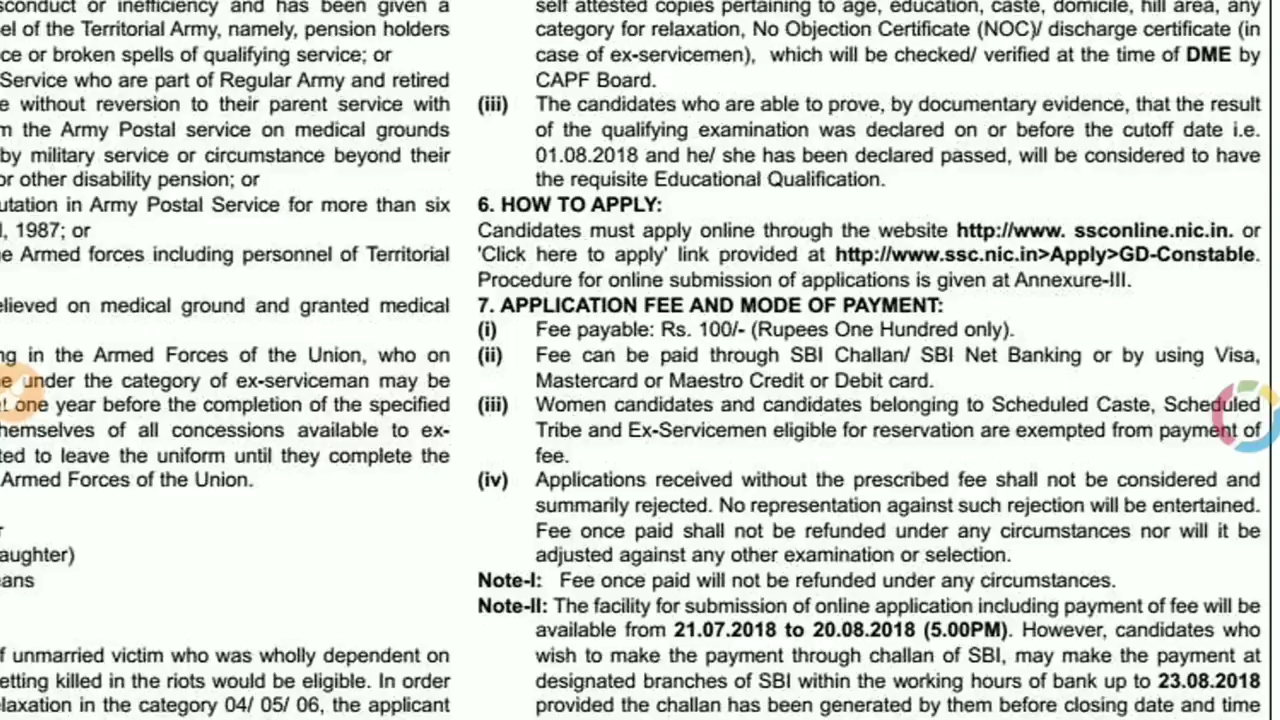 sconduct or inefficiency and has been given a
el of the Territorial Army, namely, pension holders
ce or broken spells of qualifying service; or
Service who are part of Regular Army and retired
e without reversion to their parent service with
m the Army Postal service on medical grounds
by military service or circumstance beyond their
or other disability pension; or
utation in Army Postal Service for more than six
l, 1987; or
e Armed forces including personnel of Territorial
elieved on medical ground and granted medical
ng in the Armed Forces of the Union, who on
e under the category of ex-serviceman may be
t one year before the completion of the specified
hemselves of all concessions available to ex-
ted to leave the uniform until they complete the
Armed Forces of the Union.
r
aughter)
ans
f unmarried victim who was wholly dependent on
etting killed in the riots would be eligible. In order
elaxation in the category 04/ 05/ 06, the applicant
self attested copies pertaining to age, education, caste, domicile, hill area, any
category for relaxation, No Objection Certificate (NOC)/ discharge certificate (in
case of ex-servicemen), which will be checked/ verified at the time of DME by
CAPF Board.
(iii) The candidates who are able to prove, by documentary evidence, that the result
of the qualifying examination was declared on or before the cutoff date i.e.
01.08.2018 and he/ she has been declared passed, will be considered to have
the requisite Educational Qualification.
6. HOW TO APPLY:
Candidates must apply online through the website http://www. ssconline.nic.in. or
'Click here to apply' link provided at http://www.ssc.nic.in>Apply>GD-Constable.
Procedure for online submission of applications is given at Annexure-III.
7. APPLICATION FEE AND MODE OF PAYMENT:
(i) Fee payable: Rs. 100/- (Rupees One Hundred only).
(ii) Fee can be paid through SBI Challan/ SBI Net Banking or by using Visa,
Mastercard or Maestro Credit or Debit card.
(iii) Women candidates and candidates belonging to Scheduled Caste, Scheduled
Tribe and Ex-Servicemen eligible for reservation are exempted from payment of
fee.
(iv) Applications received without the prescribed fee shall not be considered and
summarily rejected. No representation against such rejection will be entertained.
Fee once paid shall not be refunded under any circumstances nor will it be
adjusted against any other examination or selection.
Note-I: Fee once paid will not be refunded under any circumstances.
Note-II: The facility for submission of online application including payment of fee will be
available from 21.07.2018 to 20.08.2018 (5.00PM). However, candidates who
wish to make the payment through challan of SBI, may make the payment at
designated branches of SBI within the working hours of bank up to 23.08.2018
provided the challan has been generated by them before closing date and time